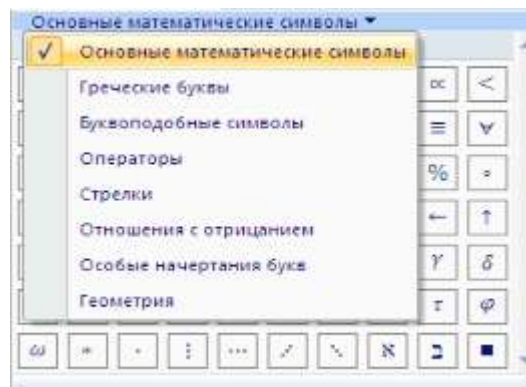 Основные математические символы
Основные математические символы
Греческие буквы
Буквоподобные символы
Операторы
Стрелки
Отношения с отрицанием
Особые начертания букв
Геометрия
∝ <
≡ ∀
% °
← ↑
γ δ
τ φ
ω * ∙ ⋮ ⋯ ⋰ ⋱ ℵ ℶ ∎